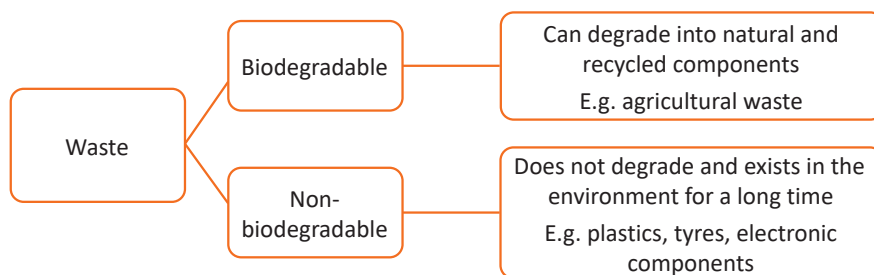 Waste
Biodegradable
Can degrade into natural and
recycled components
E.g. agricultural waste
Non-
biodegradable
Does not degrade and exists in the
environment for a long time
E.g. plastics, tyres, electronic
components